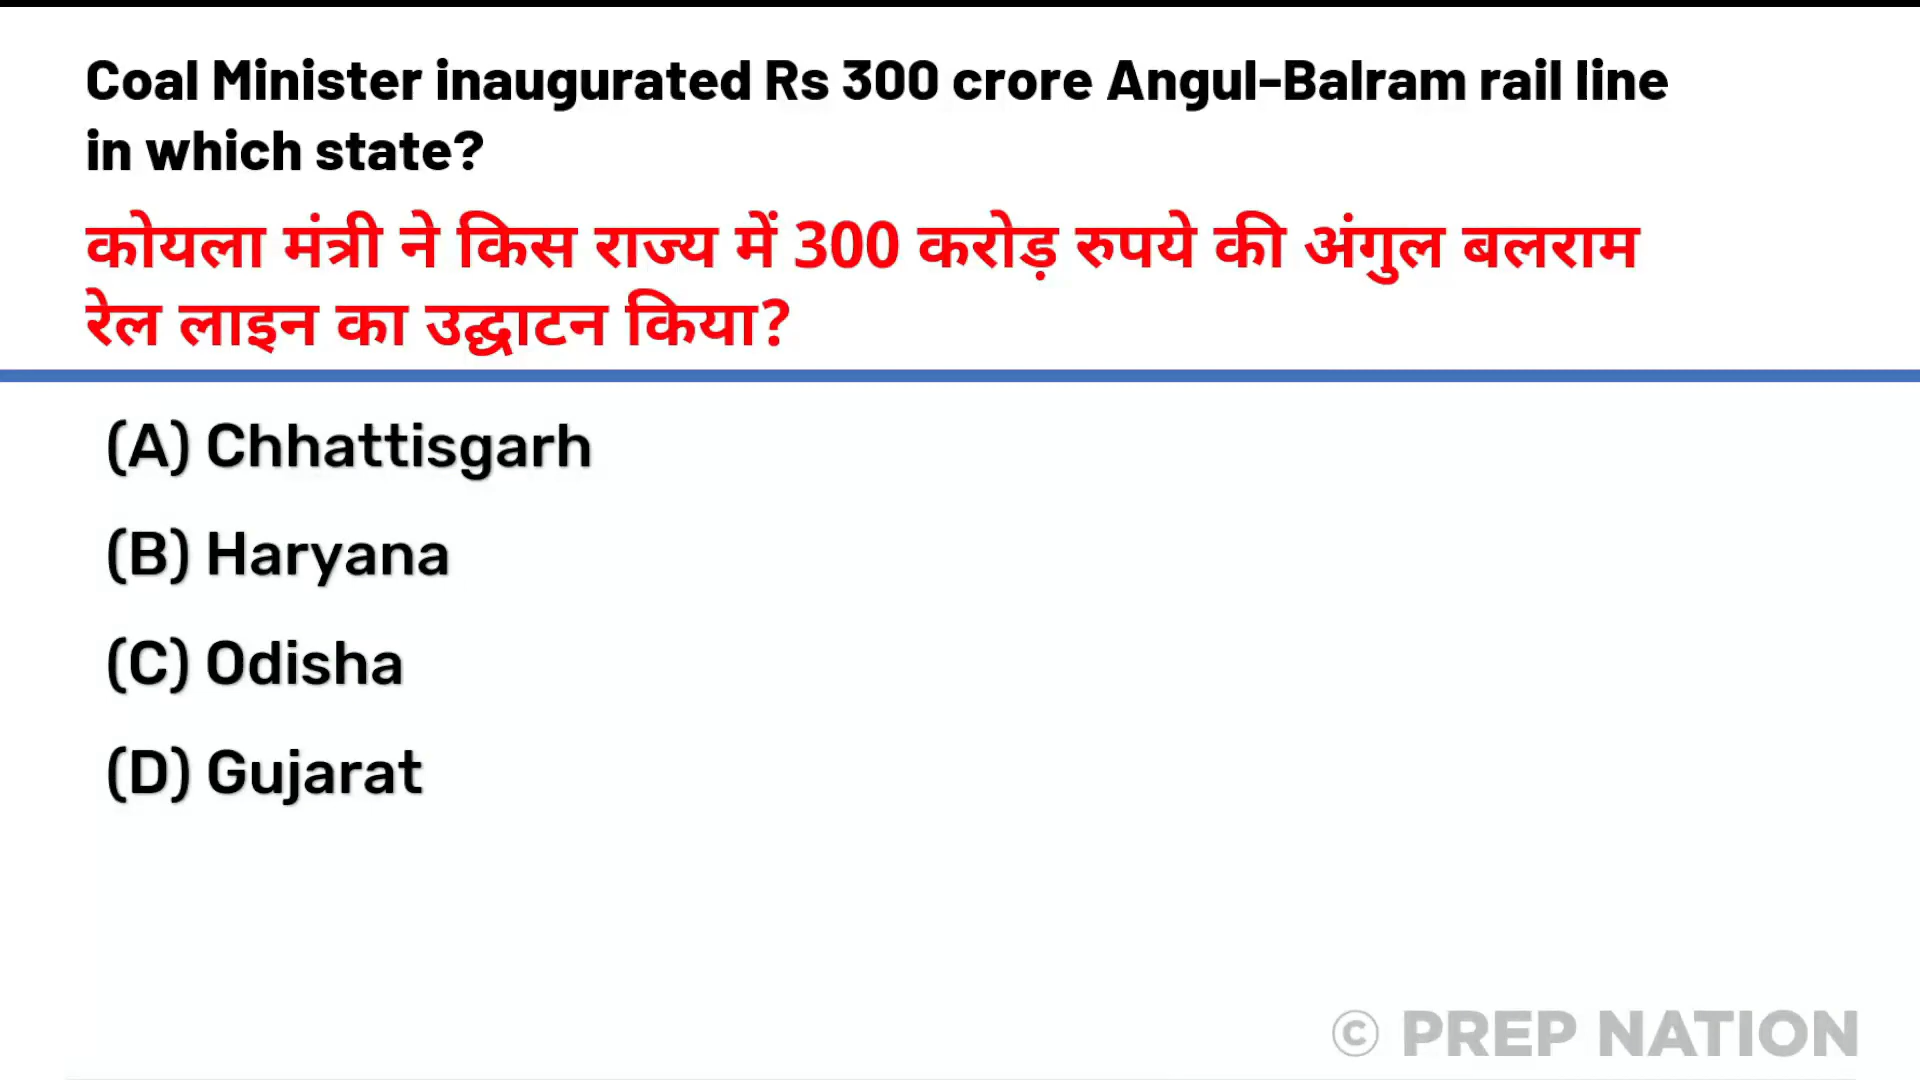 Coal Minister inaugurated Rs 300 crore Angul-Balram rail line
in which state?
कोयला मंत्री ने किस राज्य में 300 करोड़ रुपये की अंगुल बलराम
रेल लाइन का उद्घाटन किया?
(A) Chhattisgarh
(B) Haryana
(C) Odisha
(D) Gujarat
© PREP NATION